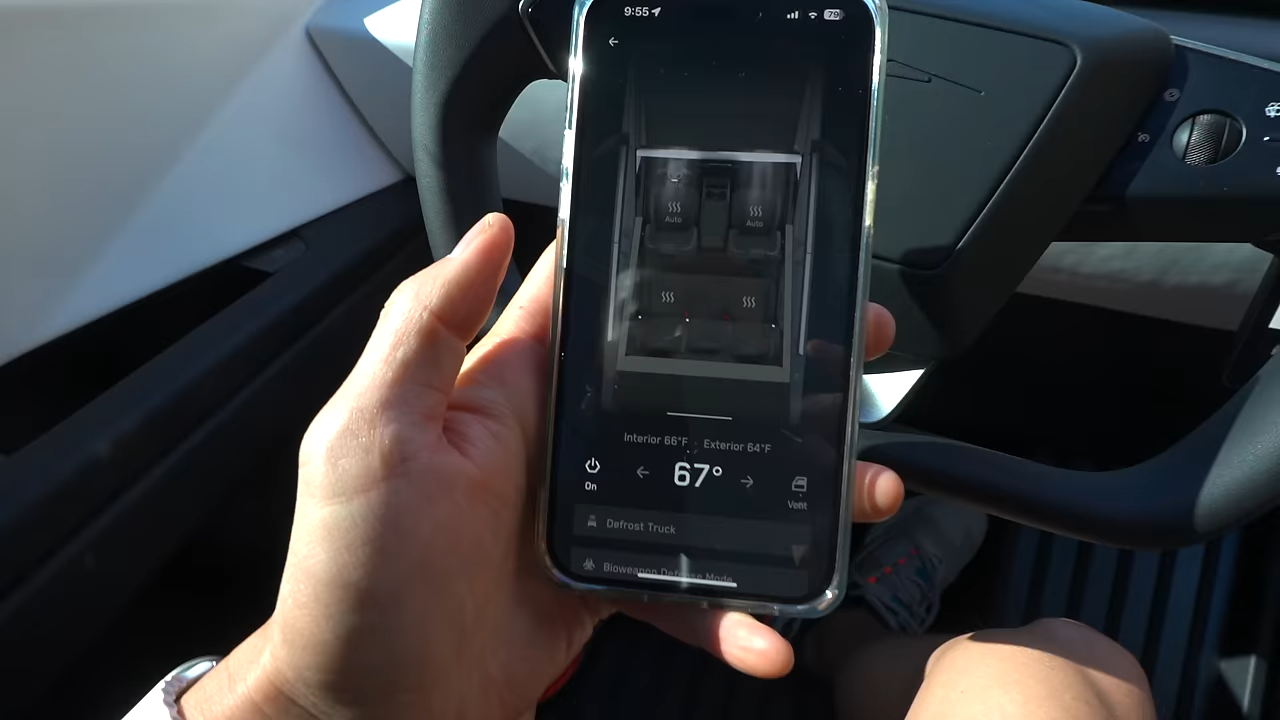 9:55
79
Auto
Auto
Interior 66°F · Exterior 64°F
67°
On
Vent
Defrost Truck
Bioweapon Defense Mode